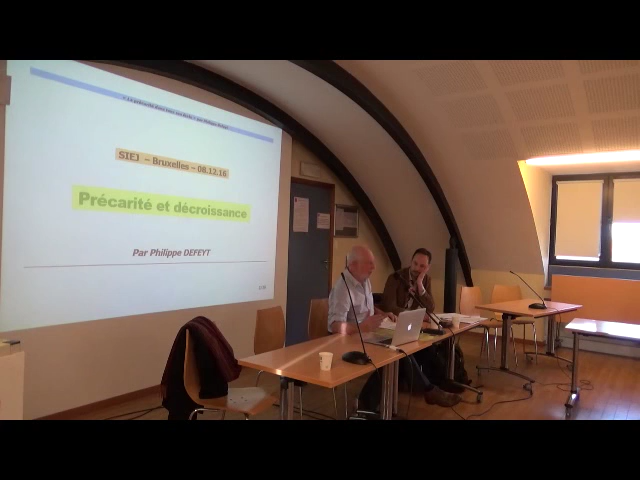 SIEJ – Bruxelles – 08.12.16
Précarité et décroissance
Par Philippe DEFEYT